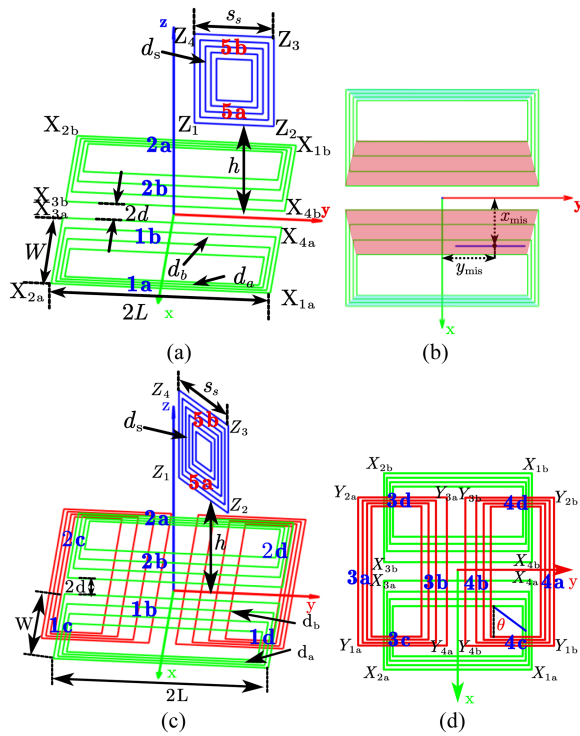 s_s
z
Z_4 Z_3
d_s 5b
5a
Z_1 Z_2
X_2b 2a X_1b
h
2b
X_3b X_4b y
X_3a 2d
1b X_4a
W
d_b d_a
1a
X_2a X_1a
2L
x
(a)
y
x_mis
y_mis
x
(b)
Z_4 s_s
z
d_s 5b Z_3
Z_1 5a
Z_2
2a
2c h 2d
2b
2d
1b y
W
1c 1d d_b
d_a
x
2L
(c)
X_2b X_1b
Y_2a Y_3a Y_3b Y_2b
3d 4d
X_3b X_4b
3a X_3a 3b 4b X_4a 4a y
θ
Y_1a 3c Y_4a Y_4b 4c Y_1b
X_2a X_1a
x
(d)